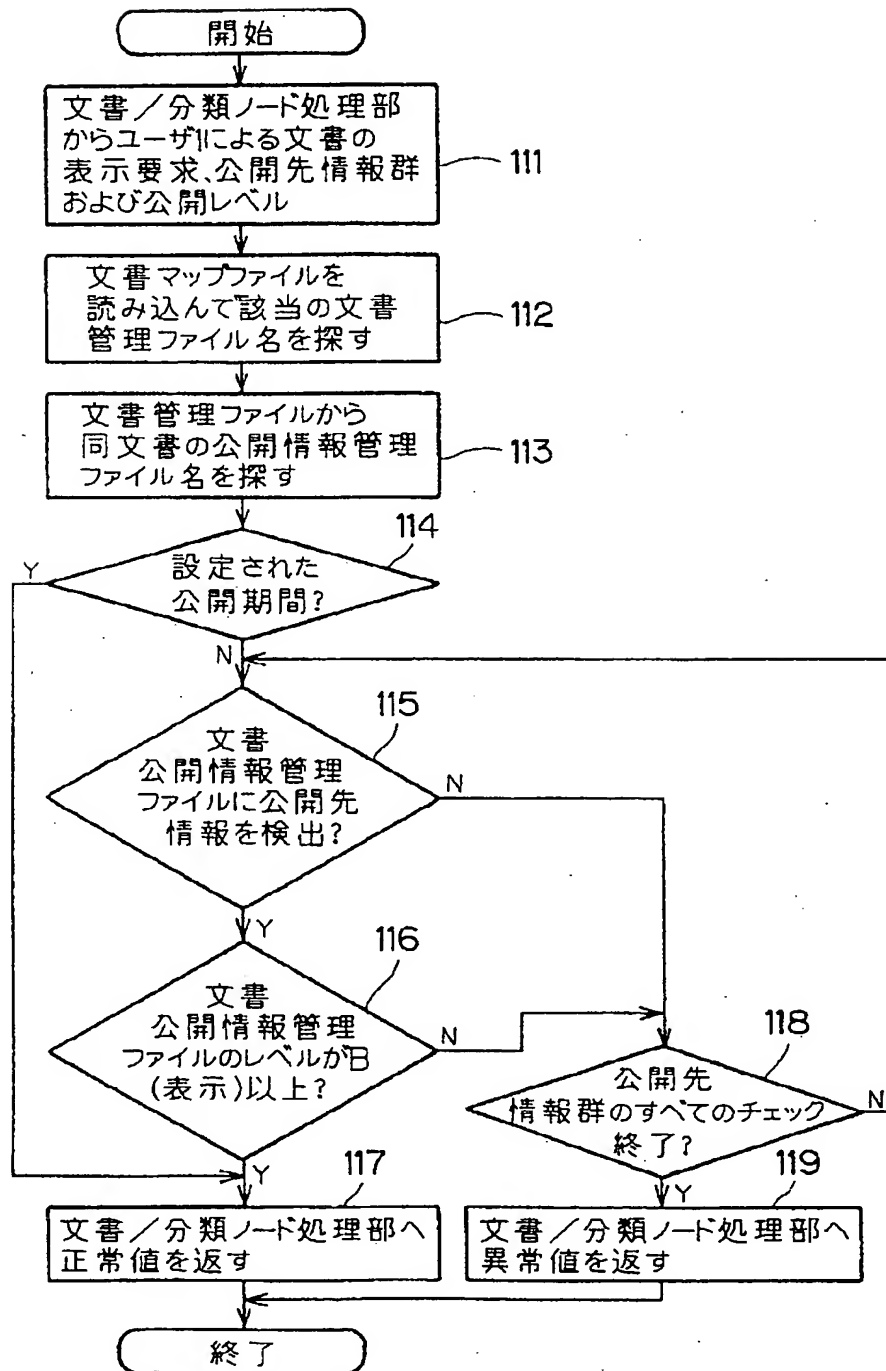 開始
文書／分類ノード処理部
からユーザ1による文書の
表示要求、公開先情報群
および公開レベル
111
文書マップファイルを
読み込んで該当の文書
管理ファイル名を探す
112
文書管理ファイルから
同文書の公開情報管理
ファイル名を探す
113
114
Y
設定された
公開期間?
N
115
文書
公開情報管理
ファイルに公開先
情報を検出?
N
Y
116
文書
公開情報管理
ファイルのレベルがB
(表示)以上?
N
118
公開先
情報群のすべてのチェック
終了?
N
Y
117
Y
119
文書／分類ノード処理部へ
正常値を返す
文書／分類ノード処理部へ
異常値を返す
終了